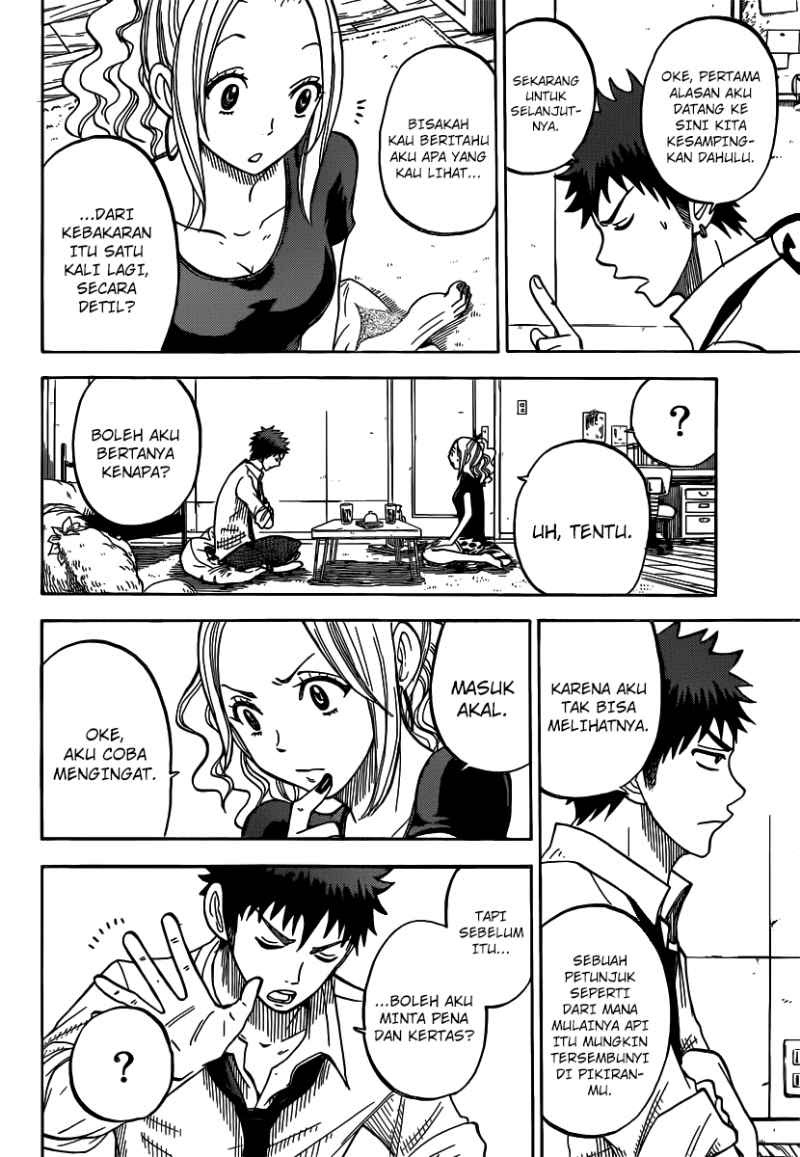 OKE, PERTAMA
ALASAN AKU
DATANG KE
SINI KITA
KESAMPING-
KAN DAHULU.
SEKARANG
UNTUK
SELANJUT-
NYA.
BISAKAH
KAU BERITAHU
AKU APA YANG
KAU LIHAT...
...DARI
KEBAKARAN
ITU SATU
KALI LAGI,
SECARA
DETIL?
?
UH, TENTU.
BOLEH AKU
BERTANYA
KENAPA?
KARENA AKU
TAK BISA
MELIHATNYA.
SEBUAH
PETUNJUK
SEPERTI
DARI MANA
MULAINYA API
ITU MUNGKIN
TERSEMBUNYI
DI PIKIRAN-
MU.
MASUK
AKAL.
OKE,
AKU COBA
MENGINGAT.
TAPI
SEBELUM
ITU...
...BOLEH AKU
MINTA PENA
DAN KERTAS?
?